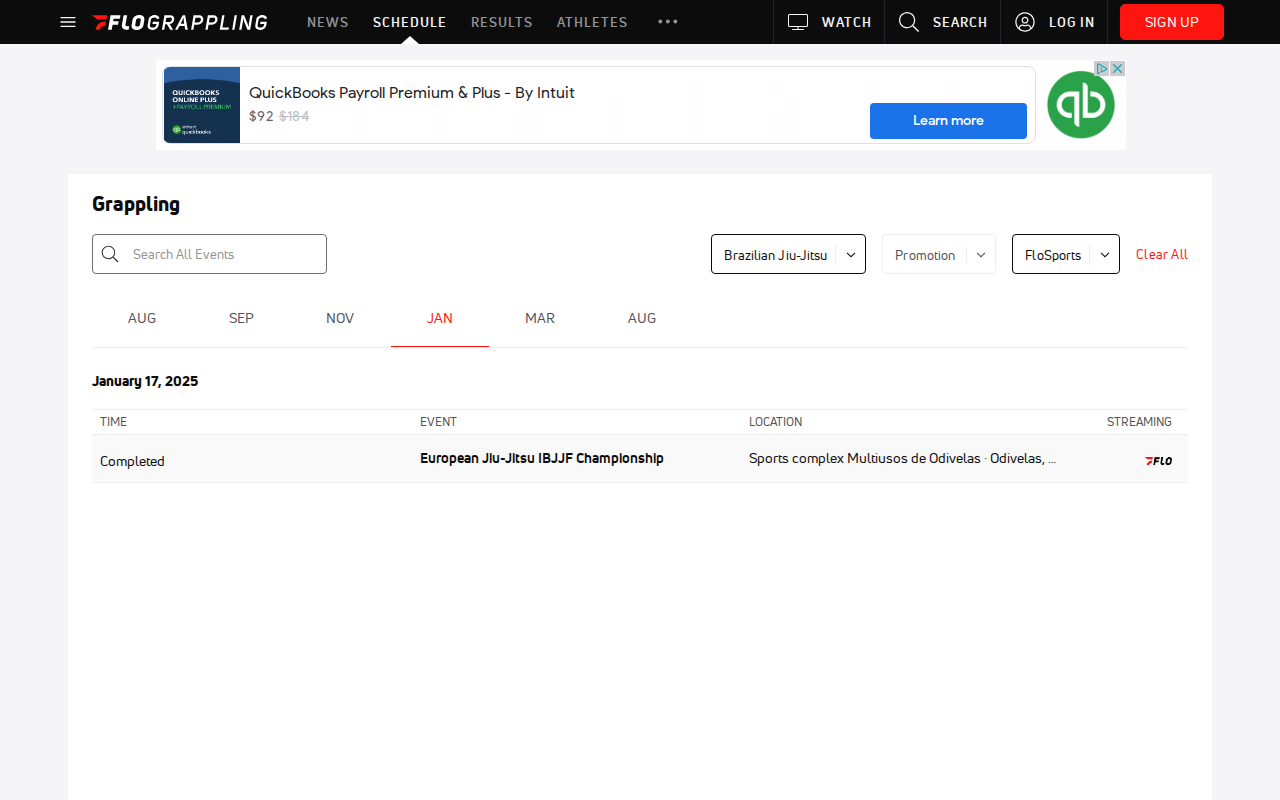 FLOGRAPPLING NEWS SCHEDULE RESULTS ATHLETES ••• WATCH SEARCH LOG IN SIGN UP
QUICKBOOKS
ONLINE PLUS
+PAYROLL PREMIUM
intuit
quickbooks
QuickBooks Payroll Premium & Plus - By Intuit
$92 $184
Learn more
Grappling
Search All Events Brazilian Jiu-Jitsu Promotion FloSports Clear All
AUG SEP NOV JAN MAR AUG
January 17, 2025
TIME EVENT LOCATION STREAMING
Completed European Jiu-Jitsu IBJJF Championship Sports complex Multiusos de Odivelas · Odivelas, ... FLO